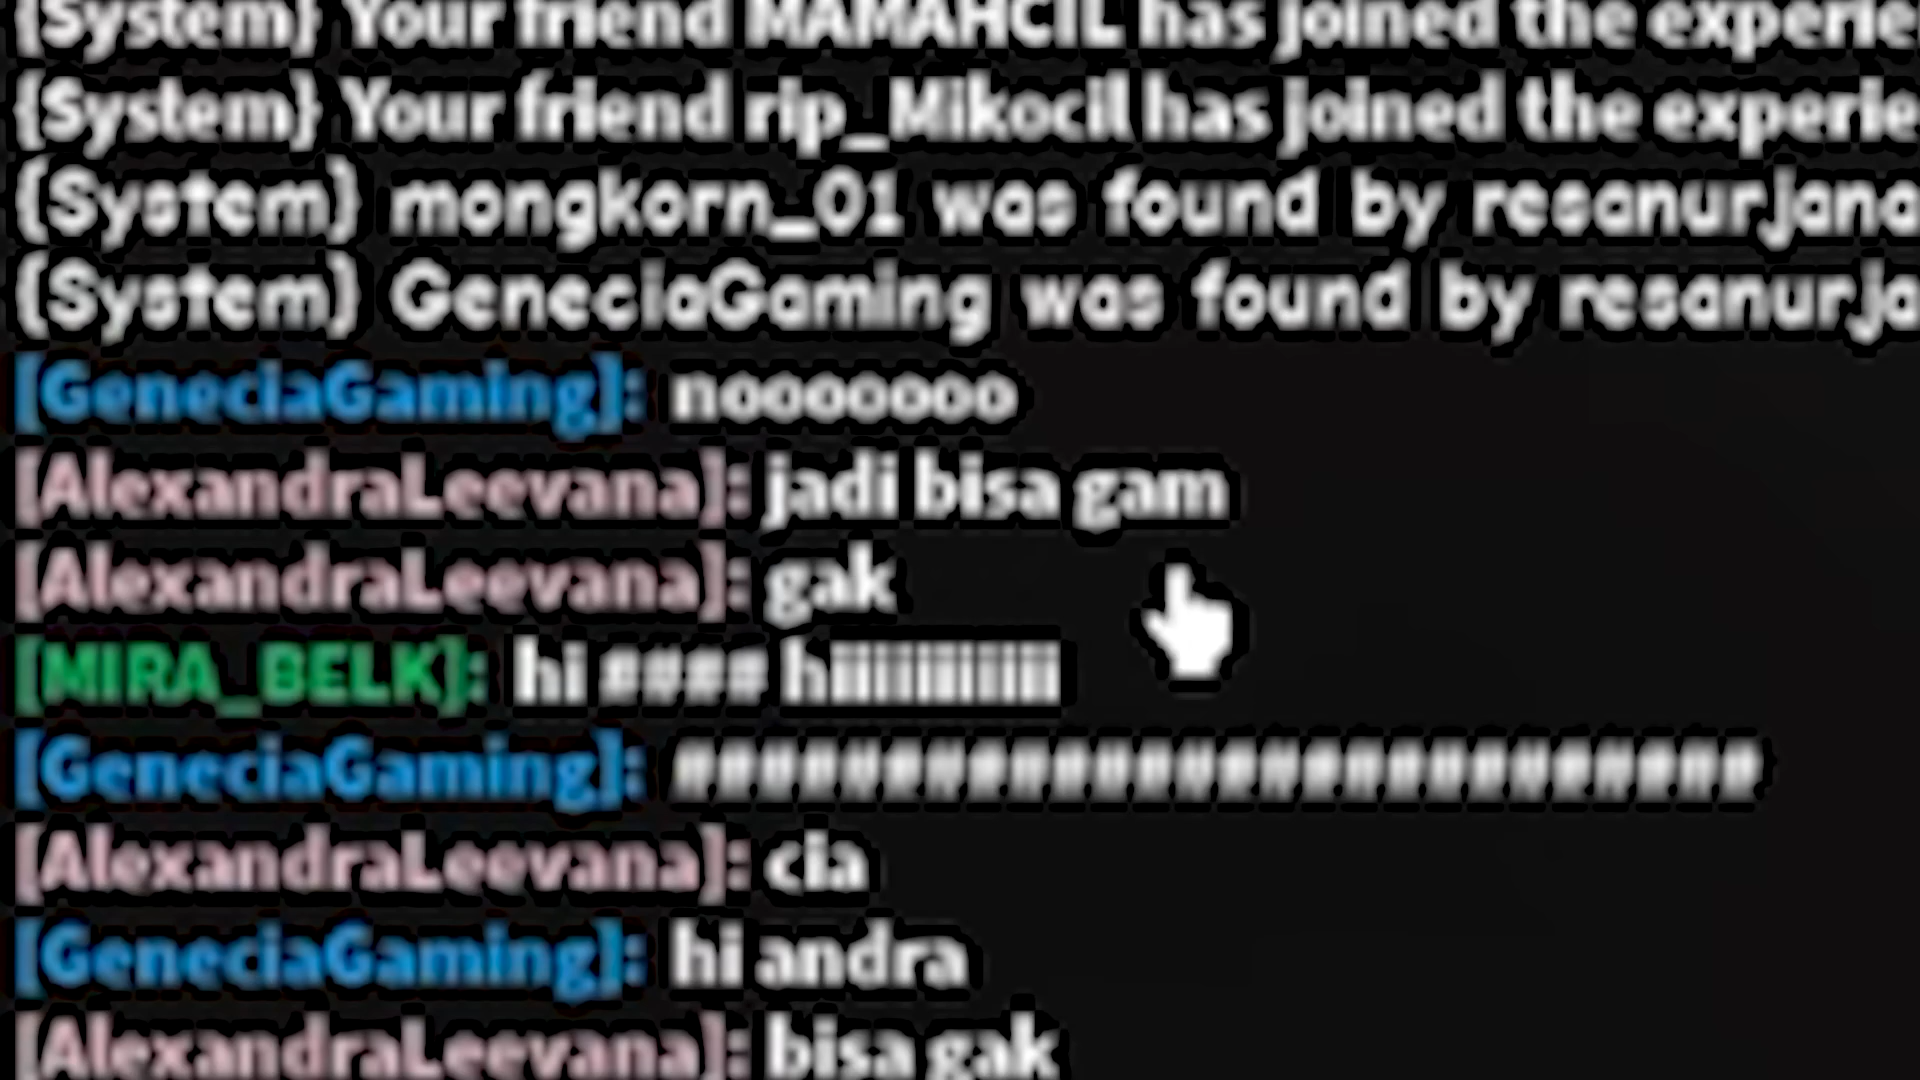 {System} Your friend MAMAHCIL has joined the experie
{System} Your friend rip_Mikocil has joined the experie
{System} mongkorn_01 was found by resanurjana
{System} GeneciaGaming was found by resanurja
[GeneciaGaming]: noooooooo
[AlexandraLeevana]: jadi bisa gam
[AlexandraLeevana]: gak
[MIRA_BELK]: hi #### hiiiiiiiiiiiii
[GeneciaGaming]: ##########################
[AlexandraLeevana]: cia
[GeneciaGaming]: hi andra
[AlexandraLeevana]: bisa gak